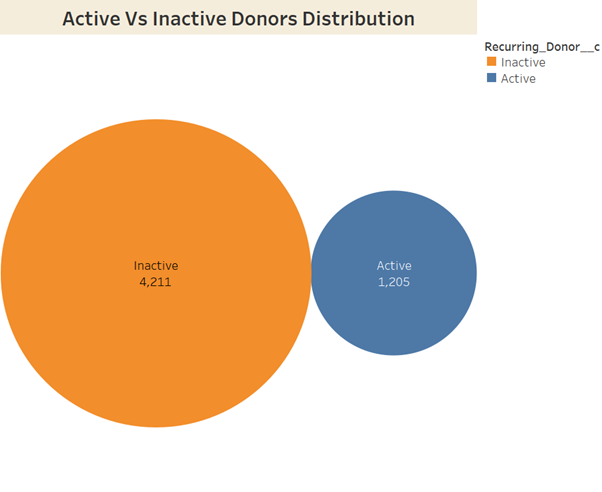 Active Vs Inactive Donors Distribution
Recurring_Donor__c
Inactive
Active
Inactive
4,211
Active
1,205